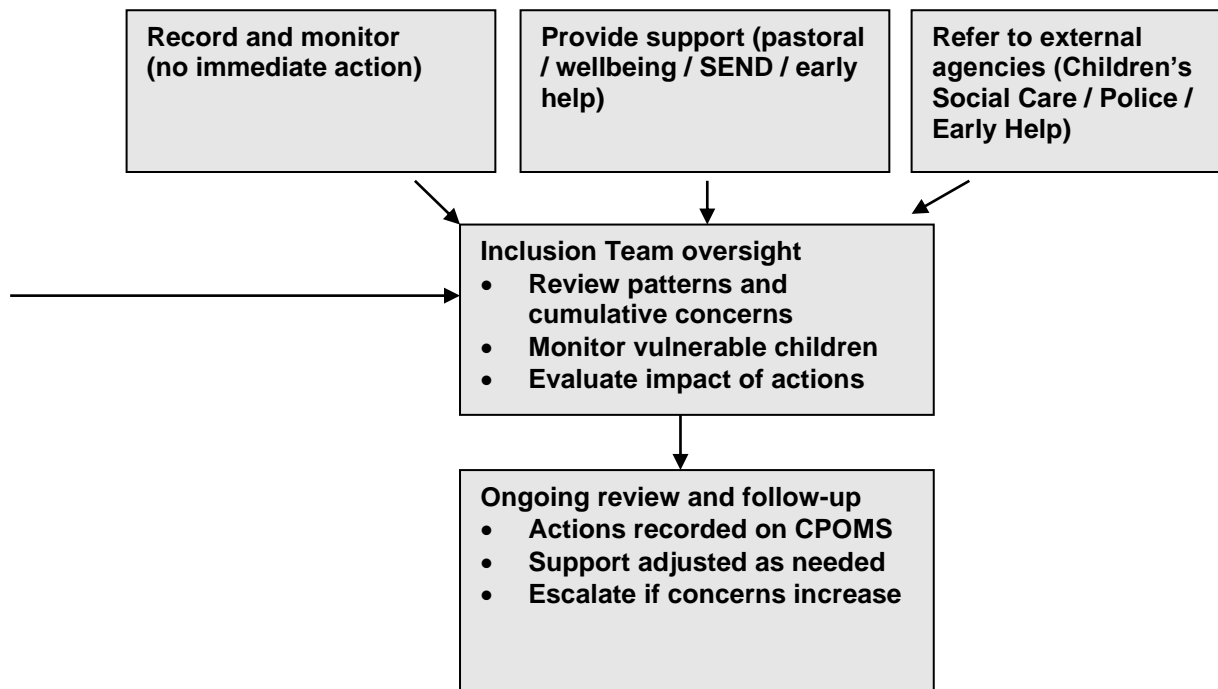 Record and monitor
(no immediate action)
Provide support (pastoral
/ wellbeing / SEND / early
help)
Refer to external
agencies (Children’s
Social Care / Police /
Early Help)
Inclusion Team oversight
• Review patterns and
cumulative concerns
• Monitor vulnerable children
• Evaluate impact of actions
Ongoing review and follow-up
• Actions recorded on CPOMS
• Support adjusted as needed
• Escalate if concerns increase